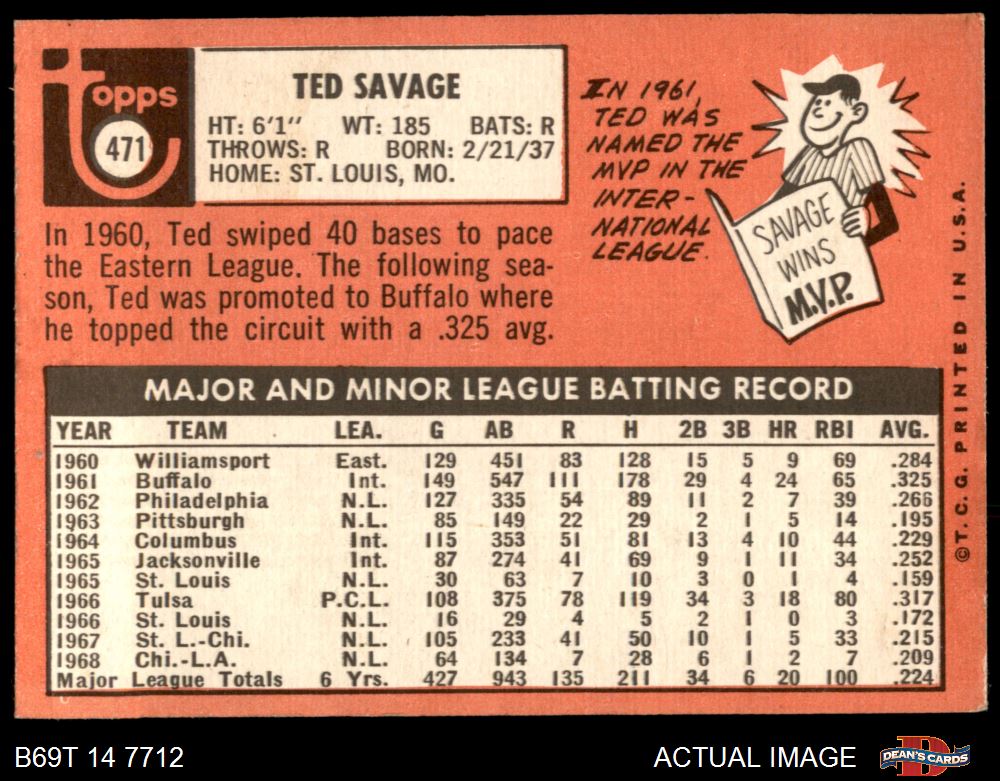 Topps
471
TED SAVAGE
HT: 6'1" WT: 185 BATS: R
THROWS: R BORN: 2/21/37
HOME: ST. LOUIS, MO.
In 1960, Ted swiped 40 bases to pace
the Eastern League. The following sea-
son, Ted was promoted to Buffalo where
he topped the circuit with a .325 avg.
IN 1961,
TED WAS
NAMED THE
MVP IN THE
INTER-
NATIONAL
LEAGUE.
SAVAGE
WINS
M.V.P.
MAJOR AND MINOR LEAGUE BATTING RECORD
YEAR TEAM LEA. G AB R H 2B 3B HR RBI AVG.
1960 Williamsport East. 129 451 83 128 15 5 9 69 .284
1961 Buffalo Int. 149 547 111 178 29 4 24 65 .325
1962 Philadelphia N.L. 127 335 54 89 11 2 7 39 .266
1963 Pittsburgh N.L. 85 149 22 29 2 1 5 14 .195
1964 Columbus Int. 115 353 51 81 13 4 10 44 .229
1965 Jacksonville Int. 87 274 41 69 9 1 11 34 .252
1965 St. Louis N.L. 30 63 7 10 3 0 1 4 .159
1966 Tulsa P.C.L. 108 375 78 119 34 3 18 80 .317
1966 St. Louis N.L. 16 29 4 5 2 1 0 3 .172
1967 St. L.-Chi. N.L. 105 233 41 50 10 1 5 33 .215
1968 Chi.-L.A. N.L. 64 134 7 28 6 1 2 7 .209
Major League Totals 6 Yrs. 427 943 135 211 34 6 20 100 .224
©T.C.G. PRINTED IN U.S.A.
B69T 14 7712
ACTUAL IMAGE
D
DEAN'S CARDS